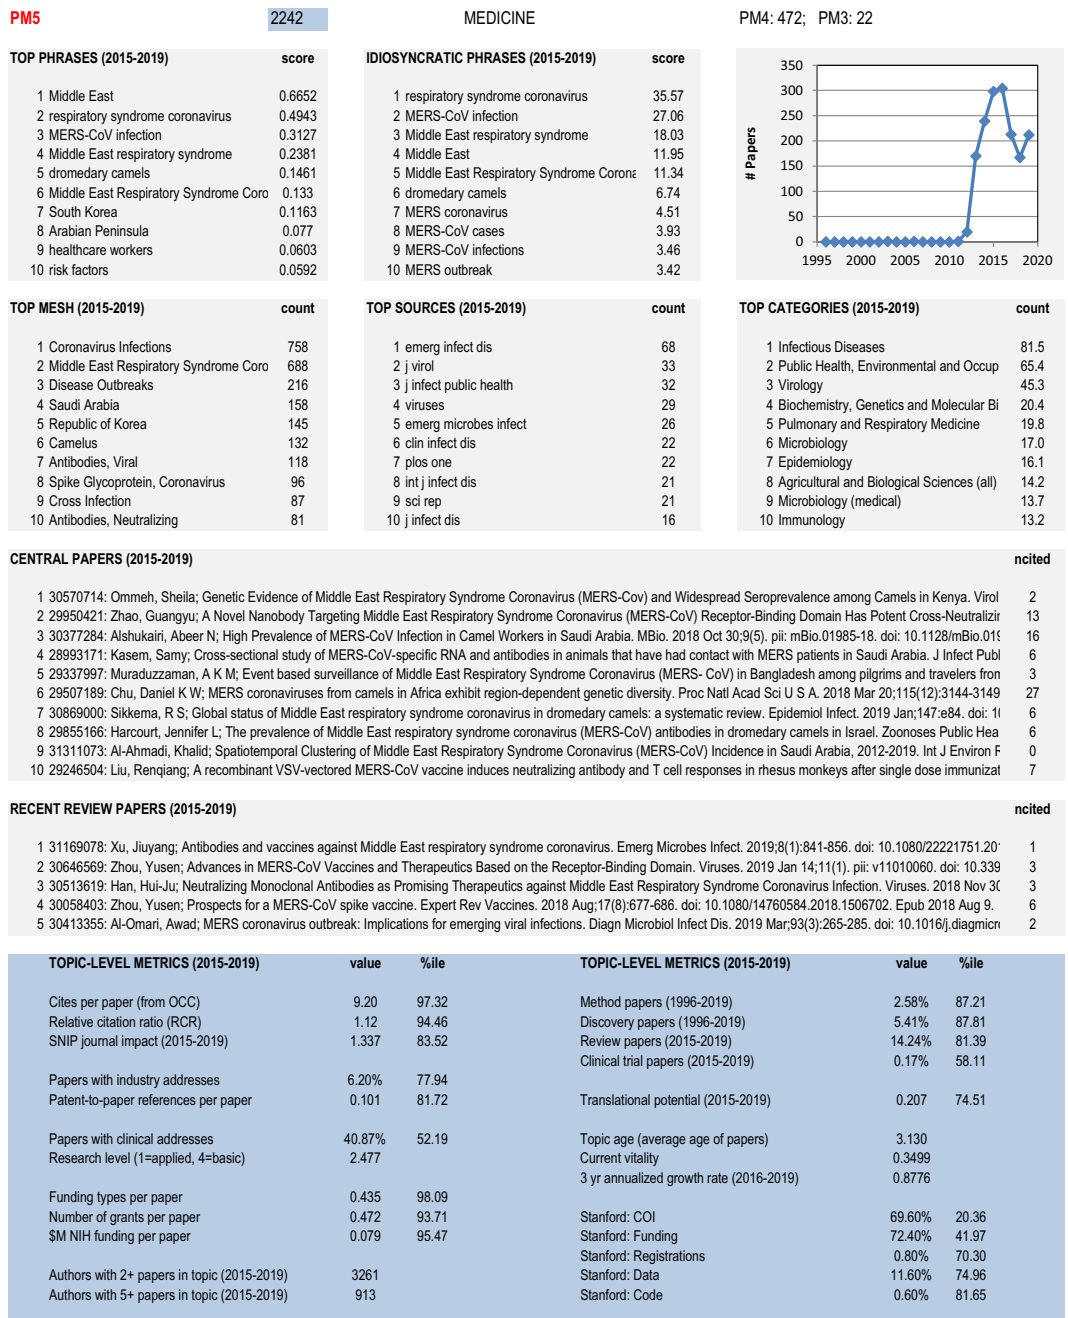 PM5 2242 MEDICINE PM4: 472; PM3: 22
TOP PHRASES (2015-2019) score
1 Middle East 0.6652
2 respiratory syndrome coronavirus 0.4943
3 MERS-CoV infection 0.3127
4 Middle East respiratory syndrome 0.2381
5 dromedary camels 0.1461
6 Middle East Respiratory Syndrome Coro 0.133
7 South Korea 0.1163
8 Arabian Peninsula 0.077
9 healthcare workers 0.0603
10 risk factors 0.0592
IDIOSYNCRATIC PHRASES (2015-2019) score
1 respiratory syndrome coronavirus 35.57
2 MERS-CoV infection 27.06
3 Middle East respiratory syndrome 18.03
4 Middle East 11.95
5 Middle East Respiratory Syndrome Corona 11.34
6 dromedary camels 6.74
7 MERS coronavirus 4.51
8 MERS-CoV cases 3.93
9 MERS-CoV infections 3.46
10 MERS outbreak 3.42
# Papers
350
300
250
200
150
100
50
0
1995 2000 2005 2010 2015 2020
TOP MESH (2015-2019) count
1 Coronavirus Infections 758
2 Middle East Respiratory Syndrome Coro 688
3 Disease Outbreaks 216
4 Saudi Arabia 158
5 Republic of Korea 145
6 Camelus 132
7 Antibodies, Viral 118
8 Spike Glycoprotein, Coronavirus 96
9 Cross Infection 87
10 Antibodies, Neutralizing 81
TOP SOURCES (2015-2019) count
1 emerg infect dis 68
2 j virol 33
3 j infect public health 32
4 viruses 29
5 emerg microbes infect 26
6 clin infect dis 22
7 plos one 22
8 int j infect dis 21
9 sci rep 21
10 j infect dis 16
TOP CATEGORIES (2015-2019) count
1 Infectious Diseases 81.5
2 Public Health, Environmental and Occup 65.4
3 Virology 45.3
4 Biochemistry, Genetics and Molecular Bi 20.4
5 Pulmonary and Respiratory Medicine 19.8
6 Microbiology 17.0
7 Epidemiology 16.1
8 Agricultural and Biological Sciences (all) 14.2
9 Microbiology (medical) 13.7
10 Immunology 13.2
CENTRAL PAPERS (2015-2019) ncited
1 30570714: Ommeh, Sheila; Genetic Evidence of Middle East Respiratory Syndrome Coronavirus (MERS-Cov) and Widespread Seroprevalence among Camels in Kenya. Virol 2
2 29950421: Zhao, Guangyu; A Novel Nanobody Targeting Middle East Respiratory Syndrome Coronavirus (MERS-CoV) Receptor-Binding Domain Has Potent Cross-Neutralizin 13
3 30377284: Alshukairi, Abeer N; High Prevalence of MERS-CoV Infection in Camel Workers in Saudi Arabia. MBio. 2018 Oct 30;9(5). pii: mBio.01985-18. doi: 10.1128/mBio.019 16
4 28993171: Kasem, Samy; Cross-sectional study of MERS-CoV-specific RNA and antibodies in animals that have had contact with MERS patients in Saudi Arabia. J Infect Publ 6
5 29337997: Muraduzzaman, A K M; Event based surveillance of Middle East Respiratory Syndrome Coronavirus (MERS- CoV) in Bangladesh among pilgrims and travelers from 3
6 29507189: Chu, Daniel K W; MERS coronaviruses from camels in Africa exhibit region-dependent genetic diversity. Proc Natl Acad Sci U S A. 2018 Mar 20;115(12):3144-3149 27
7 30869000: Sikkema, R S; Global status of Middle East respiratory syndrome coronavirus in dromedary camels: a systematic review. Epidemiol Infect. 2019 Jan;147:e84. doi: 10 6
8 29855166: Harcourt, Jennifer L; The prevalence of Middle East respiratory syndrome coronavirus (MERS-CoV) antibodies in dromedary camels in Israel. Zoonoses Public Hea 6
9 31311073: Al-Ahmadi, Khalid; Spatiotemporal Clustering of Middle East Respiratory Syndrome Coronavirus (MERS-CoV) Incidence in Saudi Arabia, 2012-2019. Int J Environ R 0
10 29246504: Liu, Renqiang; A recombinant VSV-vectored MERS-CoV vaccine induces neutralizing antibody and T cell responses in rhesus monkeys after single dose immunizat 7
RECENT REVIEW PAPERS (2015-2019) ncited
1 31169078: Xu, Jiuyang; Antibodies and vaccines against Middle East respiratory syndrome coronavirus. Emerg Microbes Infect. 2019;8(1):841-856. doi: 10.1080/22221751.20 1
2 30646569: Zhou, Yusen; Advances in MERS-CoV Vaccines and Therapeutics Based on the Receptor-Binding Domain. Viruses. 2019 Jan 14;11(1). pii: v11010060. doi: 10.339 3
3 30513619: Han, Hui-Ju; Neutralizing Monoclonal Antibodies as Promising Therapeutics against Middle East Respiratory Syndrome Coronavirus Infection. Viruses. 2018 Nov 30 3
4 30058403: Zhou, Yusen; Prospects for a MERS-CoV spike vaccine. Expert Rev Vaccines. 2018 Aug;17(8):677-686. doi: 10.1080/14760584.2018.1506702. Epub 2018 Aug 9. 6
5 30413355: Al-Omari, Awad; MERS coronavirus outbreak: Implications for emerging viral infections. Diagn Microbiol Infect Dis. 2019 Mar;93(3):265-285. doi: 10.1016/j.diagmicro 2
TOPIC-LEVEL METRICS (2015-2019) value %ile
Cites per paper (from OCC) 9.20 97.32
Relative citation ratio (RCR) 1.12 94.46
SNIP journal impact (2015-2019) 1.337 83.52
Papers with industry addresses 6.20% 77.94
Patent-to-paper references per paper 0.101 81.72
Papers with clinical addresses 40.87% 52.19
Research level (1=applied, 4=basic) 2.477
Funding types per paper 0.435 98.09
Number of grants per paper 0.472 93.71
$M NIH funding per paper 0.079 95.47
Authors with 2+ papers in topic (2015-2019) 3261
Authors with 5+ papers in topic (2015-2019) 913
TOPIC-LEVEL METRICS (2015-2019) value %ile
Method papers (1996-2019) 2.58% 87.21
Discovery papers (1996-2019) 5.41% 87.81
Review papers (2015-2019) 14.24% 81.39
Clinical trial papers (2015-2019) 0.17% 58.11
Translational potential (2015-2019) 0.207 74.51
Topic age (average age of papers) 3.130
Current vitality 0.3499
3 yr annualized growth rate (2016-2019) 0.8776
Stanford: COI 69.60% 20.36
Stanford: Funding 72.40% 41.97
Stanford: Registrations 0.80% 70.30
Stanford: Data 11.60% 74.96
Stanford: Code 0.60% 81.65